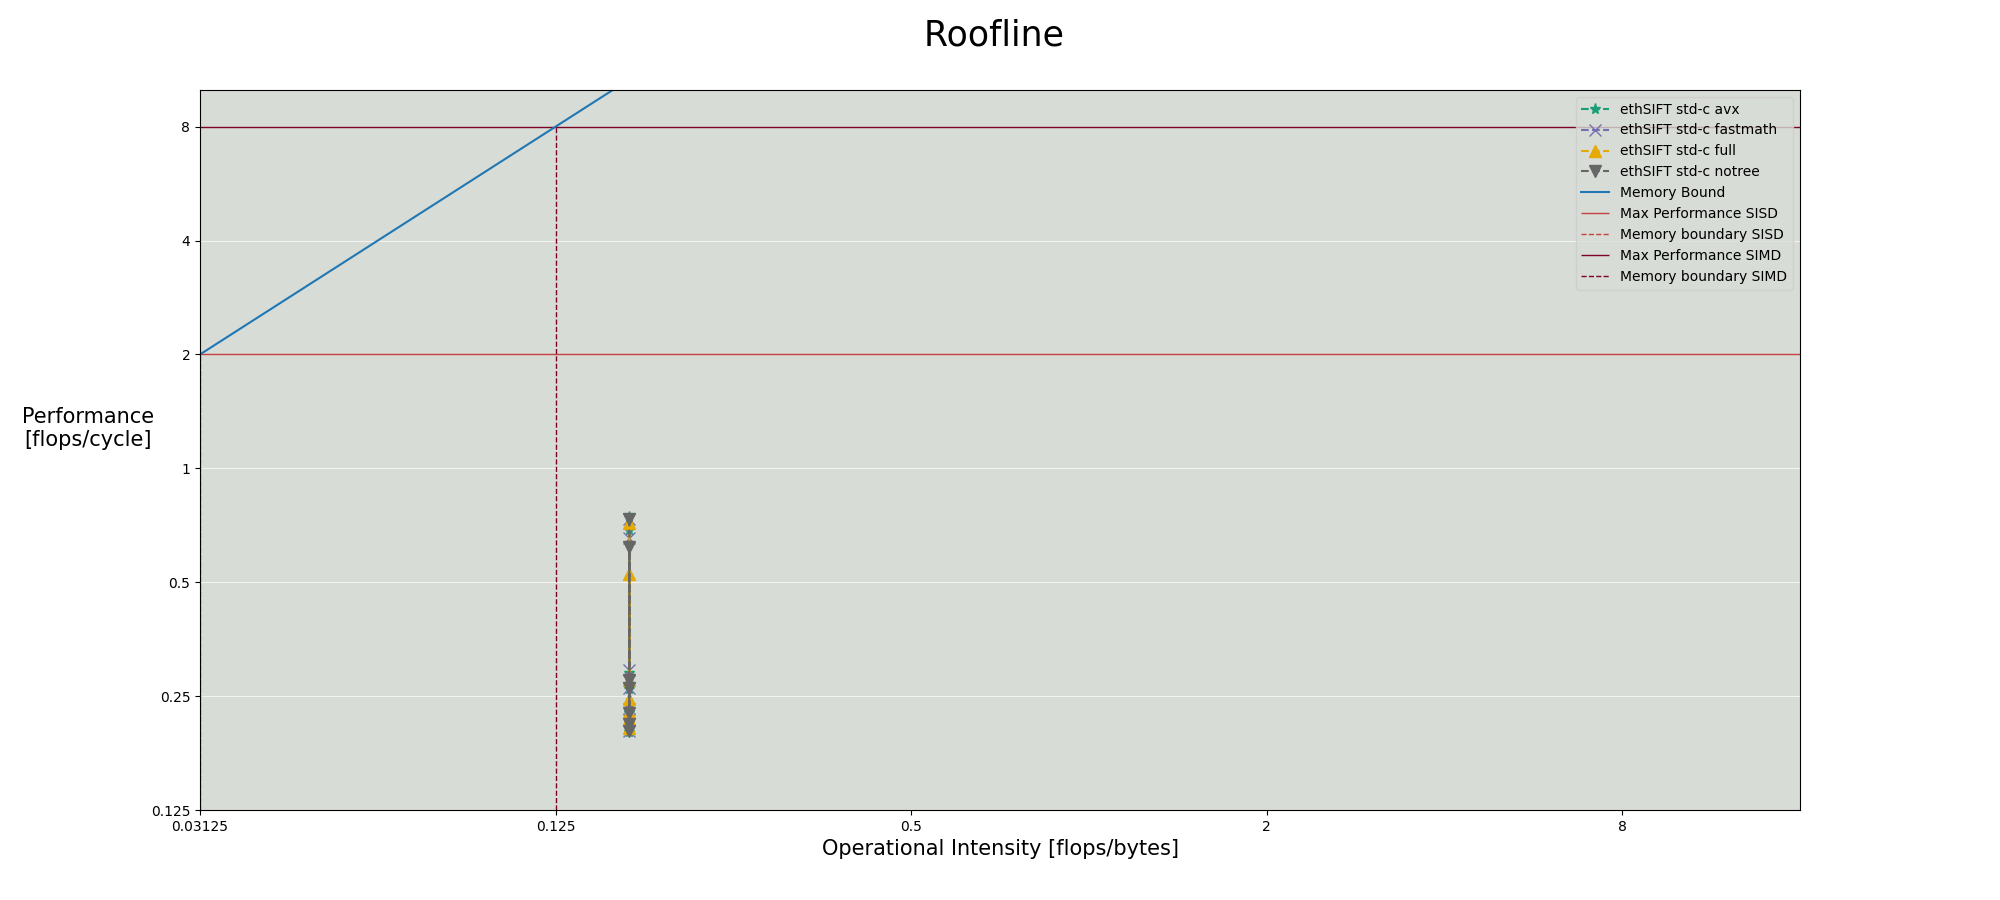 Roofline
8
4
2
1
0.5
0.25
0.125
Performance
[flops/cycle]
ethSIFT std-c avx
ethSIFT std-c fastmath
ethSIFT std-c full
ethSIFT std-c notree
Memory Bound
Max Performance SISD
Memory boundary SISD
Max Performance SIMD
Memory boundary SIMD
0.03125 0.125 0.5 2 8
Operational Intensity [flops/bytes]